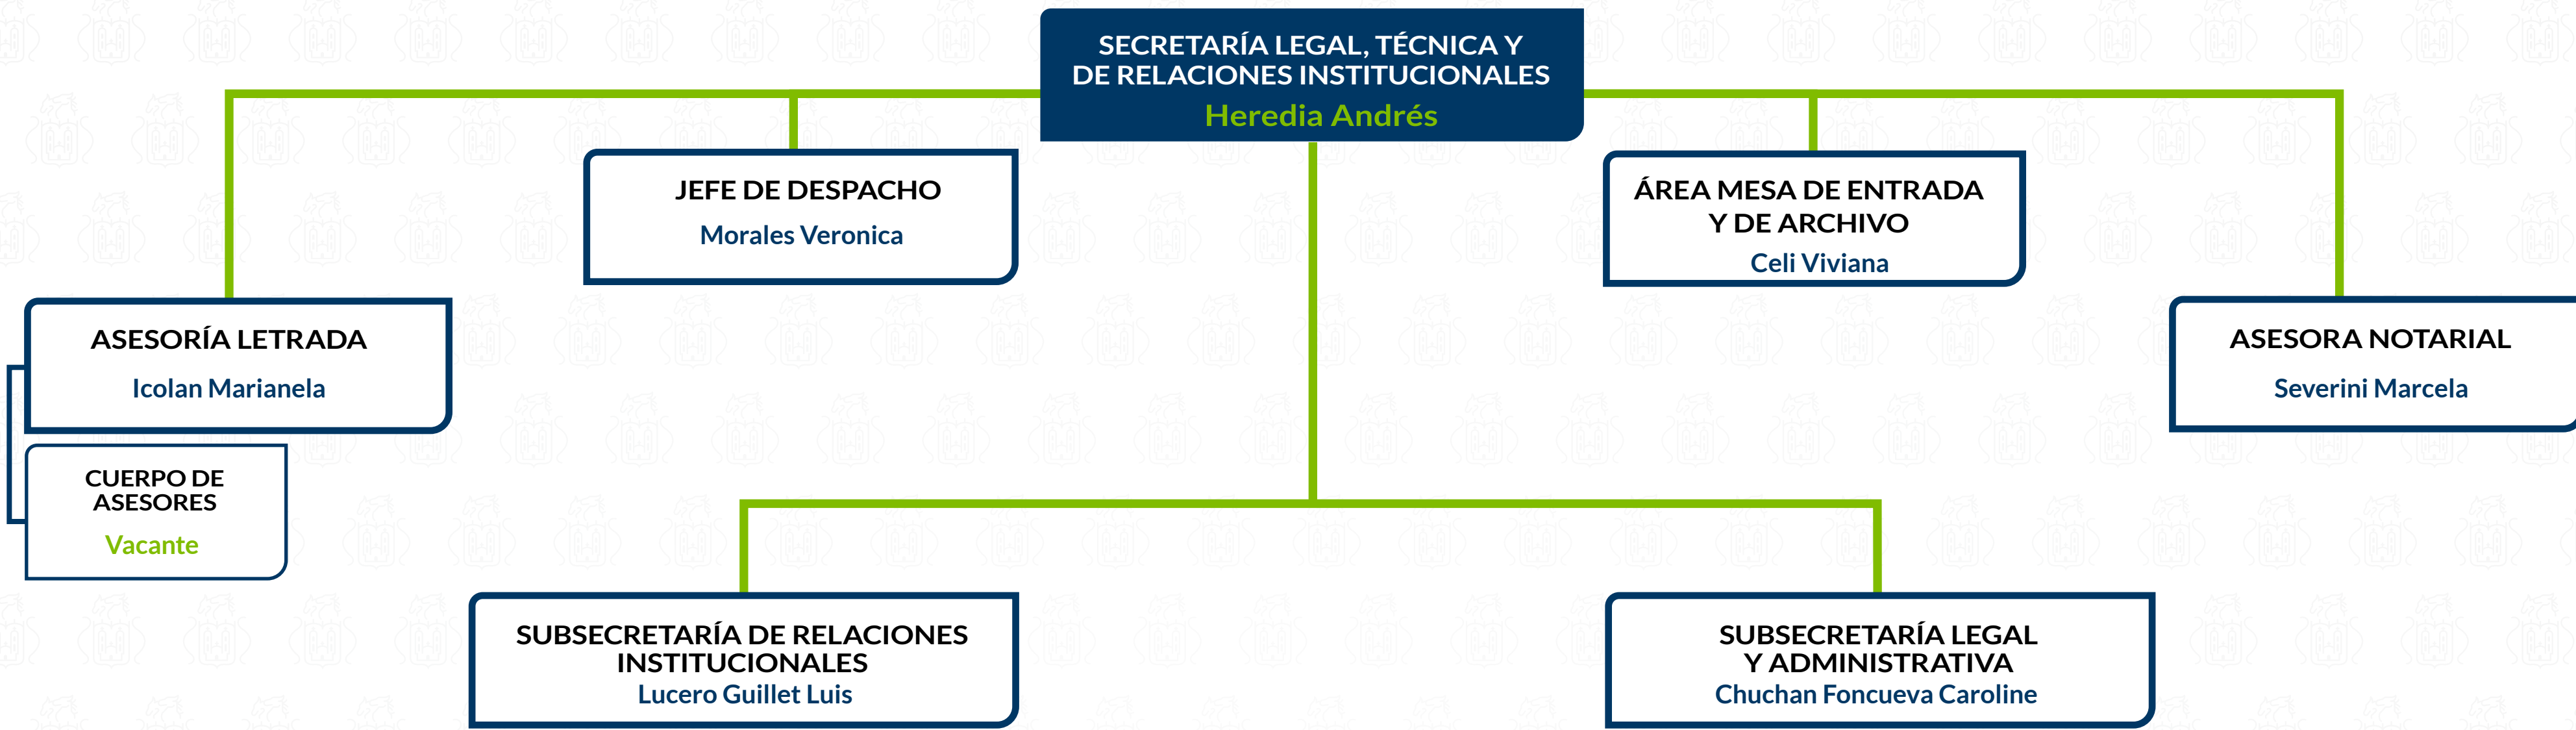 SECRETARÍA LEGAL, TÉCNICA Y
DE RELACIONES INSTITUCIONALES
Heredia Andrés
JEFE DE DESPACHO
Morales Veronica
ÁREA MESA DE ENTRADA
Y DE ARCHIVO
Celi Viviana
ASESORÍA LETRADA
Icolan Marianela
ASESORA NOTARIAL
Severini Marcela
CUERPO DE
ASESORES
Vacante
SUBSECRETARÍA DE RELACIONES
INSTITUCIONALES
Lucero Guillet Luis
SUBSECRETARÍA LEGAL
Y ADMINISTRATIVA
Chuchan Foncueva Caroline